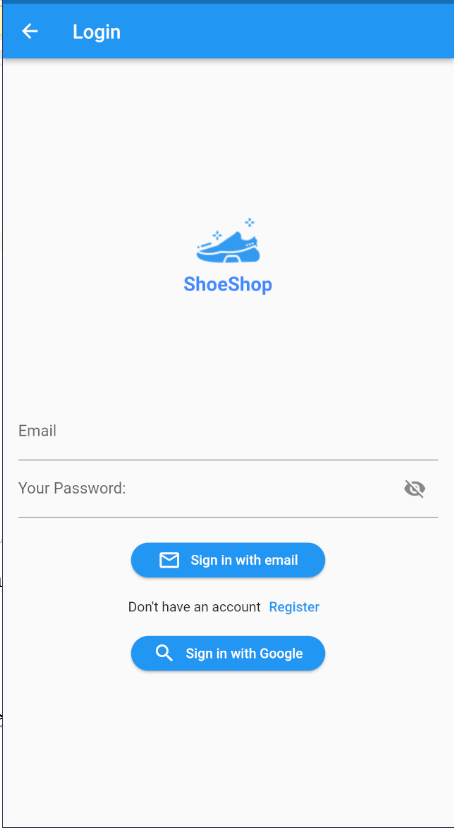 Login
ShoeShop
Email
Your Password:
Sign in with email
Don't have an account Register
Sign in with Google